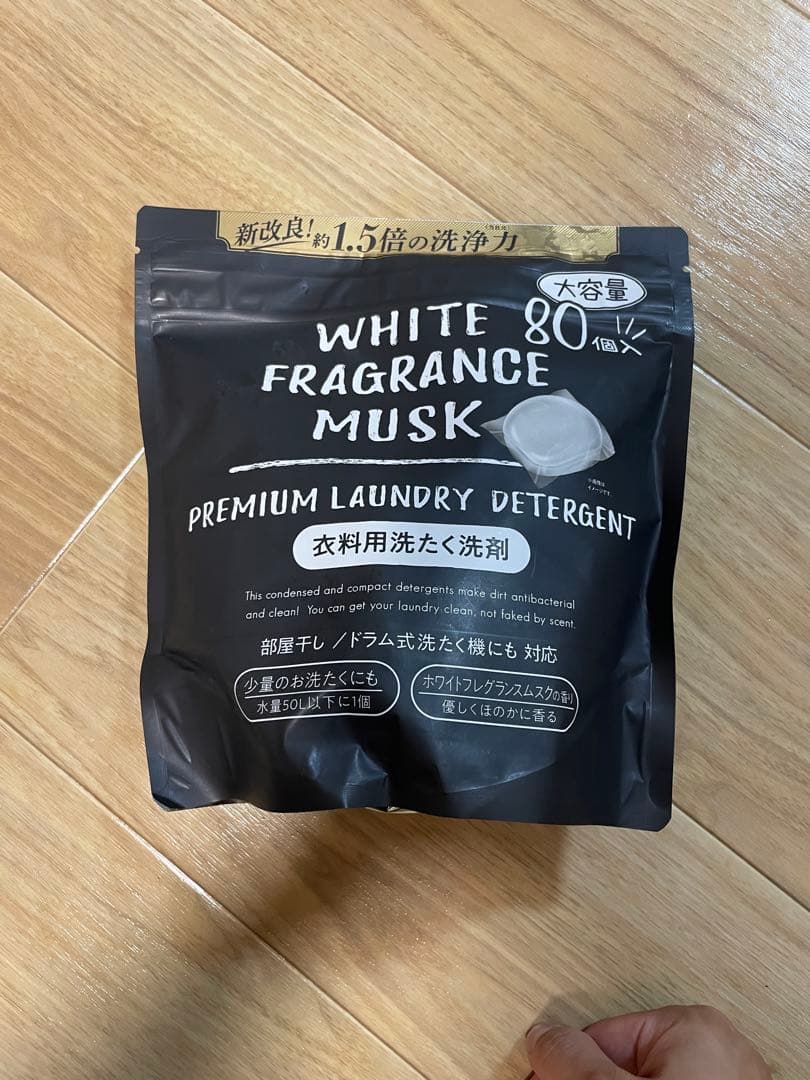 新改良!約1.5倍の洗浄力
大容量
80個入
WHITE
FRAGRANCE
MUSK
PREMIUM LAUNDRY DETERGENT
衣料用洗たく洗剤
This condensed and compact detergents make dirt antibacterial
and clean! You can get your laundry clean, not faked by scent.
部屋干し/ドラム式洗たく機にも 対応
少量のお洗たくにも
水量50L以下に1個
ホワイトフレグランスムスクの香り
優しくほのかに香る